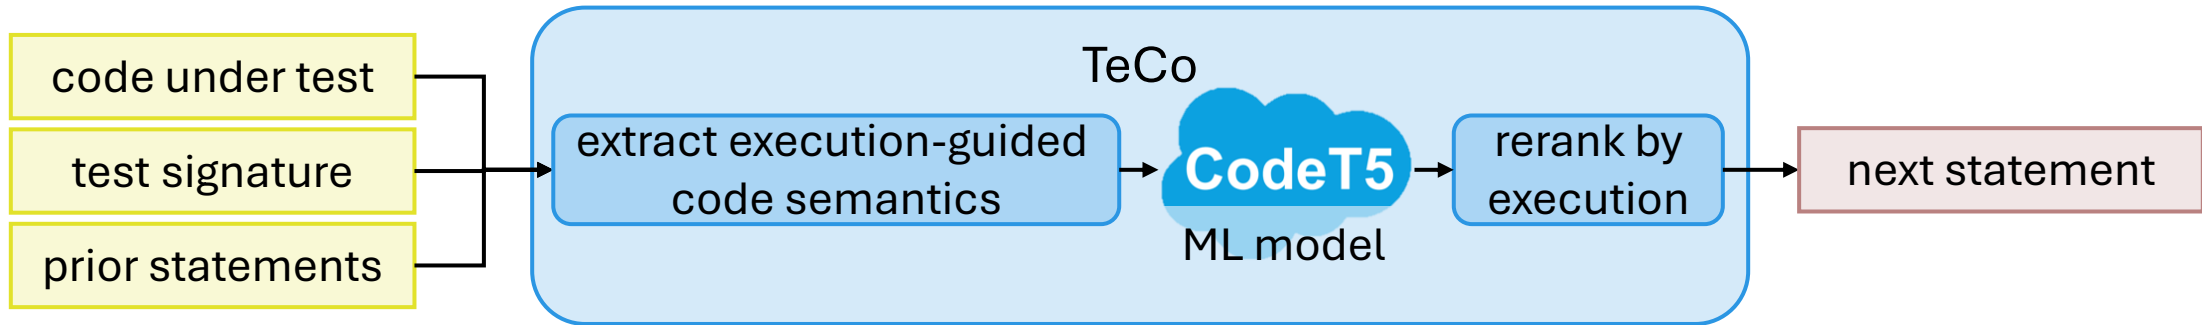 code under test
test signature
prior statements
TeCo
extract execution-guided
code semantics
CodeT5
ML model
rerank by
execution
next statement